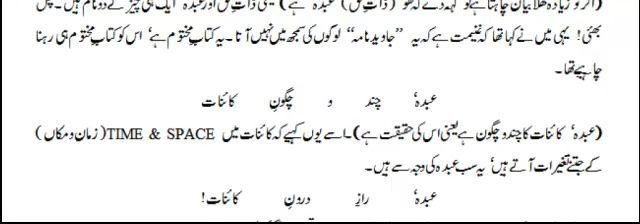 (اگر تو زیادہ کھلا بیان چاہتا ہے تو کہہ دے کہ ھُو (ذاتِ حق) عبدہٗ ہے) یعنی ذاتِ حق اور عبدہٗ ایک ہی چیز کے دو نام ہیں۔ پس
بھئی! یہی میں نے کہا تھا کہ غنیمت ہے کہ یہ ’’جاوید نامہ‘‘ لوگوں کی سمجھ میں نہیں آتا۔ یہ کتابِ مختوم ہے‘ اس کو کتابِ مختوم ہی رہنا
چاہیے تھا۔
عبدہٗ چند و چگونِ کائنات
(عبدہٗ کائنات کا چند و چگون ہے یعنی اس کی حقیقت ہے)۔ اسے یوں کہیے کہ کائنات میں TIME & SPACE (زمان و مکاں)
کے جتنے تغیرات آتے ہیں‘ یہ سب عبدہ کی وجہ سے ہیں۔
عبدہٗ رازِ درونِ کائنات!